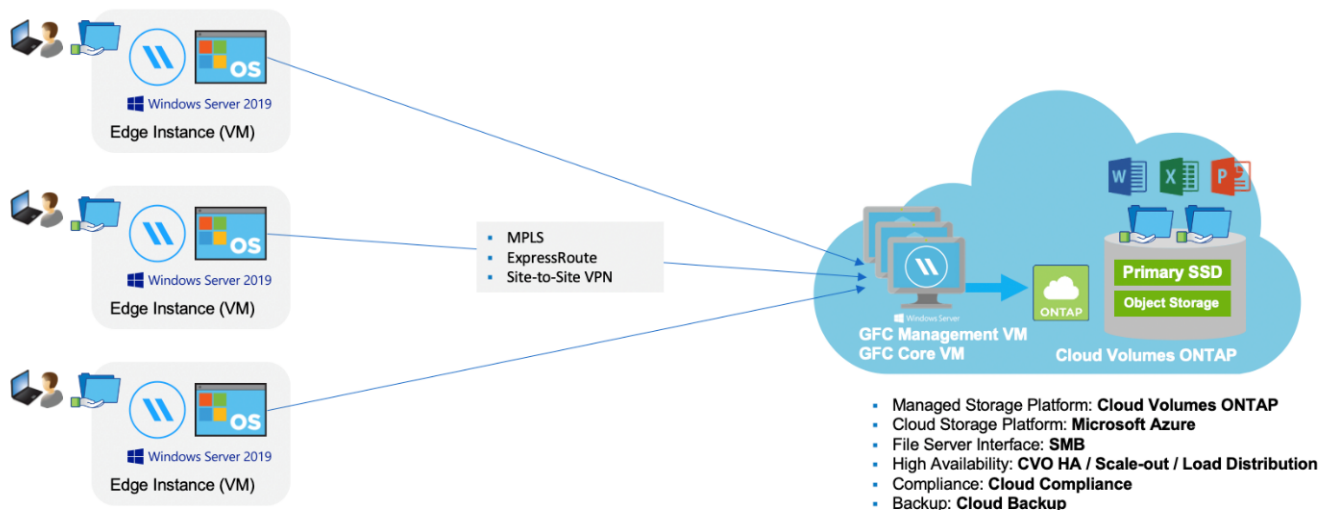 OS
Windows Server 2019
Edge Instance (VM)
OS
Windows Server 2019
Edge Instance (VM)
OS
Windows Server 2019
Edge Instance (VM)
▪ MPLS
▪ ExpressRoute
▪ Site-to-Site VPN
W
X
P
Windows Server
GFC Management VM
GFC Core VM
ONTAP
Primary SSD
Object Storage
Cloud Volumes ONTAP
▪ Managed Storage Platform: Cloud Volumes ONTAP
▪ Cloud Storage Platform: Microsoft Azure
▪ File Server Interface: SMB
▪ High Availability: CVO HA / Scale-out / Load Distribution
▪ Compliance: Cloud Compliance
▪ Backup: Cloud Backup